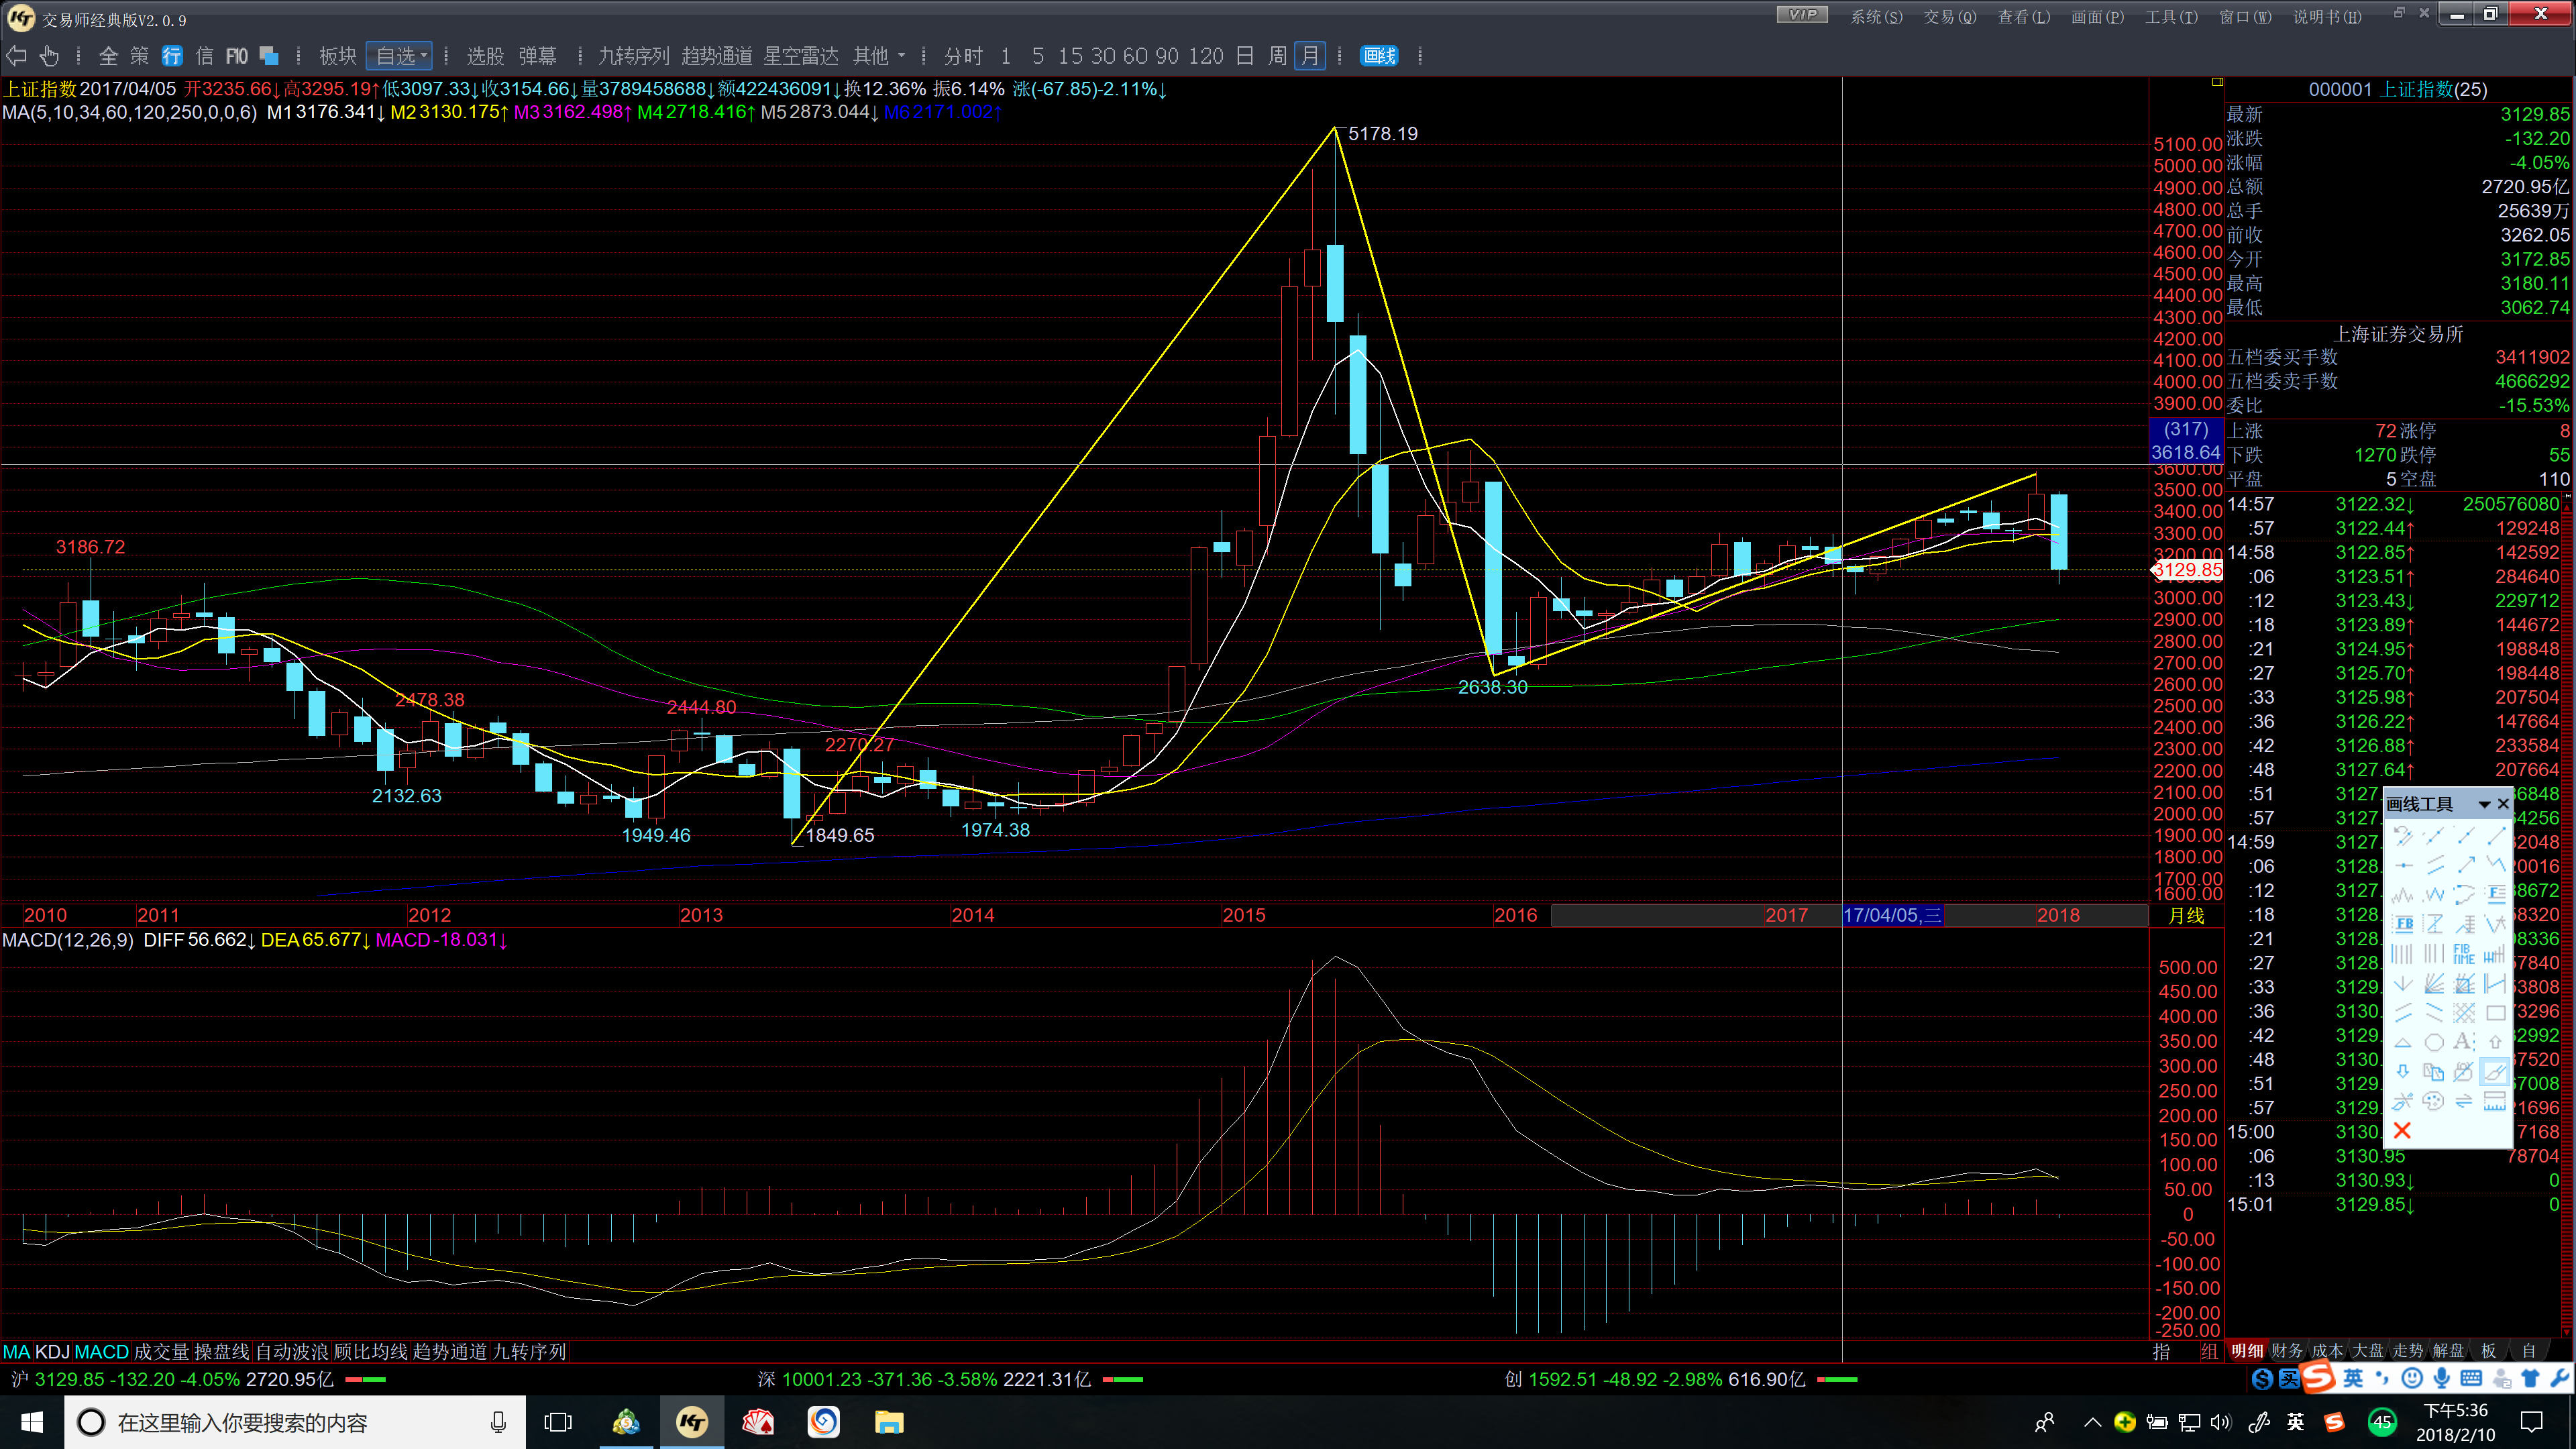 交易师经典版V2.0.9
VIP 系统(S) 交易(Q) 查看(L) 画面(P) 工具(T) 窗口(W) 说明书(H)
全 策 行 信 F10 板块 自选 选股 弹幕 九转序列 趋势通道 星空雷达 其他 分时 1 5 15 30 60 90 120 日 周 月 画线
上证指数 2017/04/05 开3235.66↓高3295.19↑低3097.33↓收3154.66↓量3789458688↓额422436091↓换12.36% 振6.14% 涨(-67.85)-2.11%↓
MA(5,10,34,60,120,250,0,0,6) M1 3176.341↓ M2 3130.175↑ M3 3162.498↑ M4 2718.416↑ M5 2873.044↓ M6 2171.002↑
5178.19
3186.72
2478.38
2444.80
2270.27
2638.30
2132.63
1949.46
1849.65
1974.38
5100.00
5000.00
4900.00
4800.00
4700.00
4600.00
4500.00
4400.00
4300.00
4200.00
4100.00
4000.00
3900.00
(317)
3618.64
3600.00
3500.00
3400.00
3300.00
3200.00
3129.85
3000.00
2900.00
2800.00
2700.00
2600.00
2500.00
2400.00
2300.00
2200.00
2100.00
2000.00
1900.00
1800.00
1700.00
1600.00
2010 2011 2012 2013 2014 2015 2016 2017 17/04/05,三 2018 月线
MACD(12,26,9) DIFF 56.662↓ DEA 65.677↓ MACD -18.031↓
500.00
450.00
400.00
350.00
300.00
250.00
200.00
150.00
100.00
50.00
0
-50.00
-100.00
-150.00
-200.00
-250.00
MA KDJ MACD 成交量 操盘线 自动波浪 顾比均线 趋势通道 九转序列 指 组
000001 上证指数(25)
最新 3129.85
涨跌 -132.20
涨幅 -4.05%
总额 2720.95亿
总手 25639万
前收 3262.05
今开 3172.85
最高 3180.11
最低 3062.74
上海证券交易所
五档委买手数 3411902
五档委卖手数 4666292
委比 -15.53%
上涨 72 涨停 8
下跌 1270 跌停 55
平盘 5 空盘 110
14:57 3122.32↓ 250576080
:57 3122.44↑ 129248
14:58 3122.85↑ 142592
:06 3123.51↑ 284640
:12 3123.43↓ 229712
:18 3123.89↑ 144672
:21 3124.95↑ 198848
:27 3125.70↑ 198448
:33 3125.98↑ 207504
:36 3126.22↑ 147664
:42 3126.88↑ 233584
:48 3127.64↑ 207664
:51 3127. 6848
:57 3127. 4256
14:59 3127. 2048
:06 3128. 0016
:12 3127. 8672
:18 3128. 8320
:21 3128. 8336
:27 3128. 7840
:33 3129. 3808
:36 3130. 3296
:42 3129. 2992
:48 3130. 7520
:51 3129. 7008
:57 3129. 1696
15:00 3130. 7168
:06 3130.95 78704
:13 3130.93↓ 0
15:01 3129.85↓ 0
画线工具
F
FB
FIB
TIME
A
明细 财务 成本 大盘 走势 解盘 板 自
沪 3129.85 -132.20 -4.05% 2720.95亿 深 10001.23 -371.36 -3.58% 2221.31亿 创 1592.51 -48.92 -2.98% 616.90亿
买 英
在这里输入你要搜索的内容
英 45 下午5:36
2018/2/10